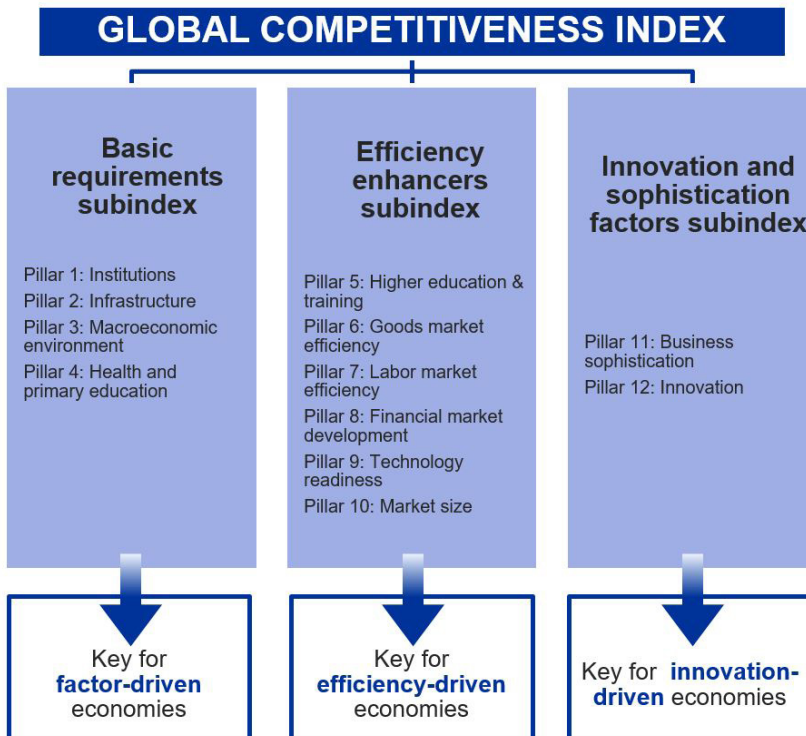 GLOBAL COMPETITIVENESS INDEX
Basic
requirements
subindex
Pillar 1: Institutions
Pillar 2: Infrastructure
Pillar 3: Macroeconomic
environment
Pillar 4: Health and
primary education
Key for
factor-driven
economies
Efficiency
enhancers
subindex
Pillar 5: Higher education &
training
Pillar 6: Goods market
efficiency
Pillar 7: Labor market
efficiency
Pillar 8: Financial market
development
Pillar 9: Technology
readiness
Pillar 10: Market size
Key for
efficiency-driven
economies
Innovation and
sophistication
factors subindex
Pillar 11: Business
sophistication
Pillar 12: Innovation
Key for innovation-
driven economies